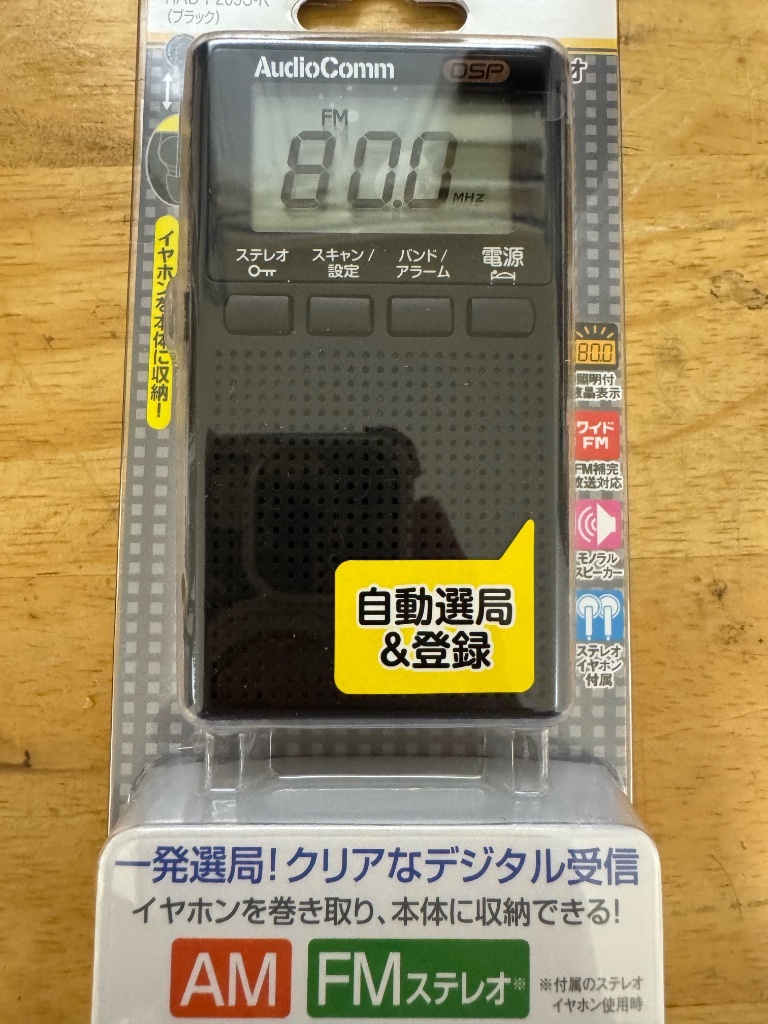 (ブラック)
AudioComm
DSP
FM
80.0
MHz
ステレオ
スキャン/
設定
バンド/
アラーム
電源
イヤホンを本体に収納!
80.0
照明付
液晶表示
ワイド
FM
FM補完
放送対応
モノラル
スピーカー
ステレオ
イヤホン
付属
自動選局
&登録
一発選局!クリアなデジタル受信
イヤホンを巻き取り、本体に収納できる!
AM
FMステレオ※
※付属のステレオ
イヤホン使用時